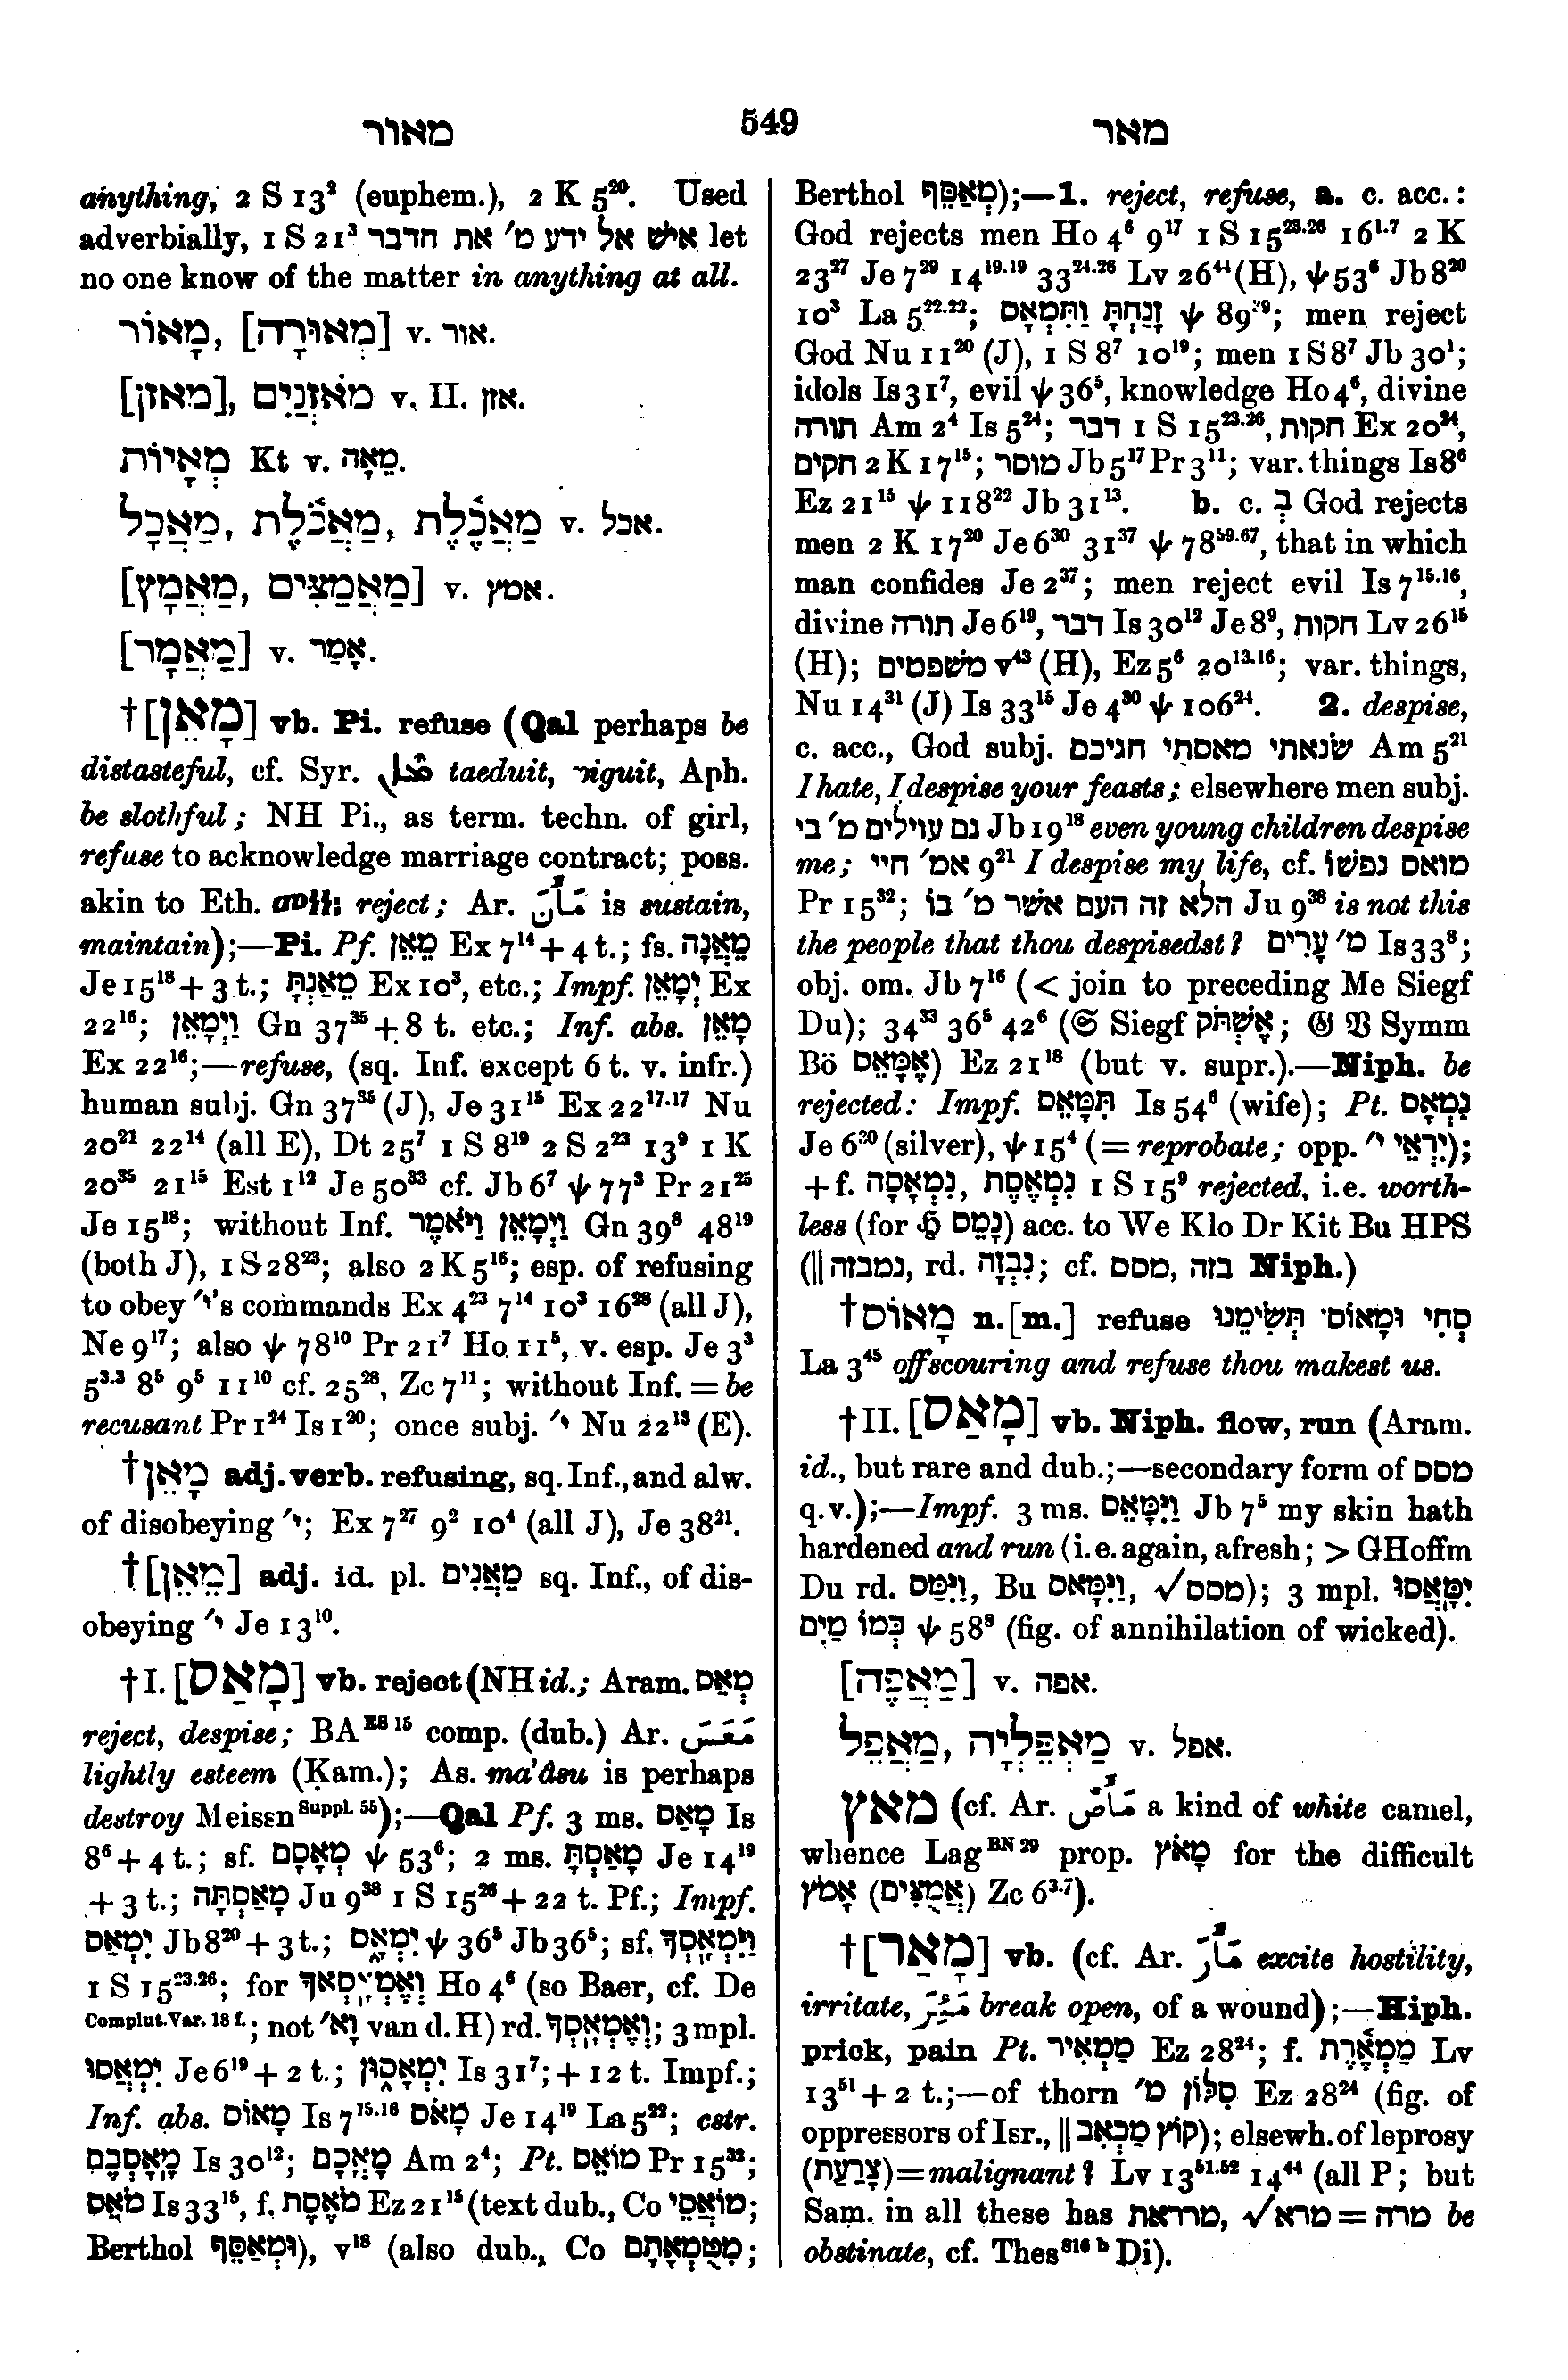 מאור
549
מאר
anything, 2 S 13² (euphem.), 2 K 5²⁰. Used
adverbially, 1 S 21³ אִישׁ אל ידע מ׳ את הדבר let
no one know of the matter in anything at all.
מָאוֹר, [מְאוּרָה] v. אור.
[מאזן], מֹאזְנַיִם v. II. אזן.
מְאָיוֹת Kt v. מֵאָה.
מַאֲכָל, מַאֲכֹ֫לֶת, מַאֲכֶ֫לֶת v. אכל.
[מַאֲמָץ, מַאֲמַצִּים] v. אמץ.
[מַאֲמָר] v. אָמַר.
†[מָאֵן] vb. Pi. refuse (Qal perhaps be
distasteful, cf. Syr. taeduit, riguit, Aph.
be slothful; NH Pi., as term. techn. of girl,
refuse to acknowledge marriage contract; poss.
akin to Eth. reject; Ar. مَأَنَ is sustain,
maintain);—Pi. Pf. מֵאֵן Ex 7¹⁴ + 4 t.; fs. מֵאֲנָה
Je 15¹⁸ + 3 t.; מֵאַנְתָּ Ex 10³, etc.; Impf. יְמָאֵן Ex
22¹⁶; וַיְמָאֵן Gn 37³⁵ + 8 t. etc.; Inf. abs. מָאֵן
Ex 22¹⁶;—refuse, (sq. Inf. except 6 t. v. infr.)
human subj. Gn 37³⁵ (J), Je 31¹⁵ Ex 22¹⁷·¹⁷ Nu
20²¹ 22¹⁴ (all E), Dt 25⁷ 1 S 8¹⁹ 2 S 2²³ 13⁹ 1 K
20³⁵ 21¹⁵ Est 1¹² Je 50³³ cf. Jb 6⁷ ψ 77³ Pr 21²⁵
Je 15¹⁸; without Inf. וַיְמָאֵן וַיֹּאמֶר Gn 39⁸ 48¹⁹
(both J), 1 S 28²³; also 2 K 5¹⁶; esp. of refusing
to obey י׳'s commands Ex 4²³ 7¹⁴ 10³ 16²⁸ (all J),
Ne 9¹⁷; also ψ 78¹⁰ Pr 21⁷ Ho 11⁵, v. esp. Je 3³
5³·³ 8⁵ 9⁵ 11¹⁰ cf. 25²⁸, Zc 7¹¹; without Inf. = be
recusant Pr 1²⁴ Is 1²⁰; once subj. י׳ Nu 22¹³ (E).
†מָאֵן adj. verb. refusing, sq. Inf., and alw.
of disobeying י׳; Ex 7²⁷ 9² 10⁴ (all J), Je 38²¹.
†[מֵאֵן] adj. id. pl. מֵאֲנִים sq. Inf., of dis-
obeying י׳ Je 13¹⁰.
†I. [מָאַס] vb. reject (NH id.; Aram. מְאַס
reject, despise; BAᴱˢ ¹⁵ comp. (dub.) Ar. مَعَسَ
lightly esteem (Ḳam.); As. ma'âsu is perhaps
destroy Meissn Suppl. 55);—Qal Pf. 3 ms. מָאַס Is
8⁶ + 4 t.; sf. מְאָסָם ψ 53⁶; 2 ms. מָאַסְתָּ Je 14¹⁹
+ 3 t.; מָאַסְתָּה Ju 9³⁸ 1 S 15²⁶ + 22 t. Pf.; Impf.
יִמְאַס Jb 8²⁰ + 3 t.; יִמְאָס ψ 36⁵ Jb 36⁵; sf. וַיִּמְאָסְךָ
1 S 15²³·²⁶; for וְאֶמְאָסְאךָ Ho 4⁶ (so Baer, cf. De
Complut. Var. 18 f.; not וָא׳ van d. H) rd. וְאֶמְאָסְךָ; 3 mpl.
יִמְאֲסוּ Je 6¹⁹ + 2 t.; יִמְאָסוּן Is 31⁷; + 12 t. Impf.;
Inf. abs. מָאוֹס Is 7¹⁵·¹⁶ מָאֹס Je 14¹⁹ La 5²²; cstr.
מָאָסְכֶם Is 30¹²; מָאֳסָם Am 2⁴; Pt. מוֹאֵס Pr 15³²;
מֹאֵס Is 33¹⁵, f. מֹאֶסֶת Ez 21¹⁵ (text dub., Co מוֹאֲסֵי;
Berthol וּמְאַסֵּף), v¹⁸ (also dub., Co
Berthol מְאַסֵּף);—1. reject, refuse, a. c. acc.:
God rejects men Ho 4⁶ 9¹⁷ 1 S 15²³·²⁶ 16¹·⁷ 2 K
23²⁷ Je 7²⁹ 14¹⁹·¹⁹ 33²⁴·²⁶ Lv 26⁴⁴ (H), ψ 53⁶ Jb 8²⁰
10³ La 5²²·²²; זָנַחְתָּ וַתִּמְאָס ψ 89³⁹; men reject
God Nu 11²⁰ (J), 1 S 8⁷ 10¹⁹; men 1 S 8⁷ Jb 30¹;
idols Is 31⁷, evil ψ 36⁵, knowledge Ho 4⁶, divine
תורה Am 2⁴ Is 5²⁴; דבר 1 S 15²³·²⁶, חקות Ex 20²⁴,
חקים 2 K 17¹⁵; מוסר Jb 5¹⁷ Pr 3¹¹; var. things Is 8⁶
Ez 21¹⁵ ψ 118²² Jb 31¹³. b. c. בְּ God rejects
men 2 K 17²⁰ Je 6³⁰ 31³⁷ ψ 78⁵⁹·⁶⁷, that in which
man confides Je 2³⁷; men reject evil Is 7¹⁵·¹⁶,
divine תורה Je 6¹⁹, דבר Is 30¹² Je 8⁹, חקות Lv 26¹⁵
(H); משׁפטים v⁴³ (H), Ez 5⁶ 20¹³·¹⁶; var. things,
Nu 14³¹ (J) Is 33¹⁵ Je 4³⁰ ψ 106²⁴. 2. despise,
c. acc., God subj. שׂנאתי מאסתי חגיכם Am 5²¹
I hate, I despise your feasts; elsewhere men subj.
גם עוילים מ׳ בי Jb 19¹⁸ even young children despise
me; אמ׳ חיי 9²¹ I despise my life, cf. מואס נפשׁוֹ
Pr 15³²; הלא זה העם אשׁר מ׳ בּוֹ Ju 9³⁸ is not this
the people that thou despisedst? מ׳ עָרִים Is 33⁸;
obj. om. Jb 7¹⁶ (< join to preceding Me Siegf
Du); 34³³ 36⁵ 42⁶ (𝔖 Siegf אֶשְׁתֹּק; 𝔊 𝔙 Symm
Bö אֶמָּאֵס) Ez 21¹⁸ (but v. supr.).—Niph. be
rejected: Impf. תִּמָּאֵס Is 54⁶ (wife); Pt. נִמְאָס
Je 6³⁰ (silver), ψ 15⁴ (= reprobate; opp. יִרְאֵי י׳);
+ f. נִמְאֶסֶת, נִמְאָסָה 1 S 15⁹ rejected, i.e. worth-
less (for ℌ נָמֵס) acc. to We Klo Dr Kit Bu HPS
(‖ נמבזה, rd. נִבְזָה; cf. מסס, בזה Niph.)
†מָאוֹס n.[m.] refuse סְחִי וּמָאוֹס תְּשִׂימֵנוּ
La 3⁴⁵ offscouring and refuse thou makest us.
†II. [מָאַס] vb. Niph. flow, run (Aram.
id., but rare and dub.;—secondary form of מסס
q.v.);—Impf. 3 ms. וַיִּמָּאֵס Jb 7⁵ my skin hath
hardened and run (i.e. again, afresh; > GHoffm
Du rd. וַיִּמַּס, Bu וַיִּמָּאס, √מסס); 3 mpl. יִמָּאֲסוּ
כְּמוֹ מַיִם ψ 58⁸ (fig. of annihilation of wicked).
[מַאֲפֶה] v. אפה.
מַאֲפֵל, מַאְפֵּלְיָה v. אפל.
מאץ (cf. Ar. مَأَصٌ a kind of white camel,
whence Lagᴮᴺ ²⁹ prop. מָאֹץ for the difficult
אָמֹץ (אֲמֻצִּים) Zc 6³·⁷).
†[מָאַר] vb. (cf. Ar. مَأَرَ excite hostility,
irritate, مَئِرَ break open, of a wound);—Hiph.
prick, pain Pt. מַמְאִיר Ez 28²⁴; f. מַמְאֶ֫רֶת Lv
13⁵¹ + 2 t.;—of thorn סִלּוֹן מ׳ Ez 28²⁴ (fig. of
oppressors of Isr., ‖ קוֹץ מַכְאִב); elsewh. of leprosy
(צָרַעַת) = malignant? Lv 13⁵¹·⁵² 14⁴⁴ (all P; but
Sam. in all these has ממראת, √מרא = מרה be
obstinate, cf. Thes⁸¹⁶ ᵇ Di).